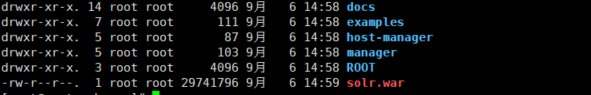 drwxr-xr-x. 14 root root 4096 9月 6 14:58 docs
drwxr-xr-x. 7 root root 111 9月 6 14:58 examples
drwxr-xr-x. 5 root root 87 9月 6 14:58 host-manager
drwxr-xr-x. 5 root root 103 9月 6 14:58 manager
drwxr-xr-x. 3 root root 4096 9月 6 14:58 ROOT
-rw-r--r--. 1 root root 29741796 9月 6 14:59 solr.war